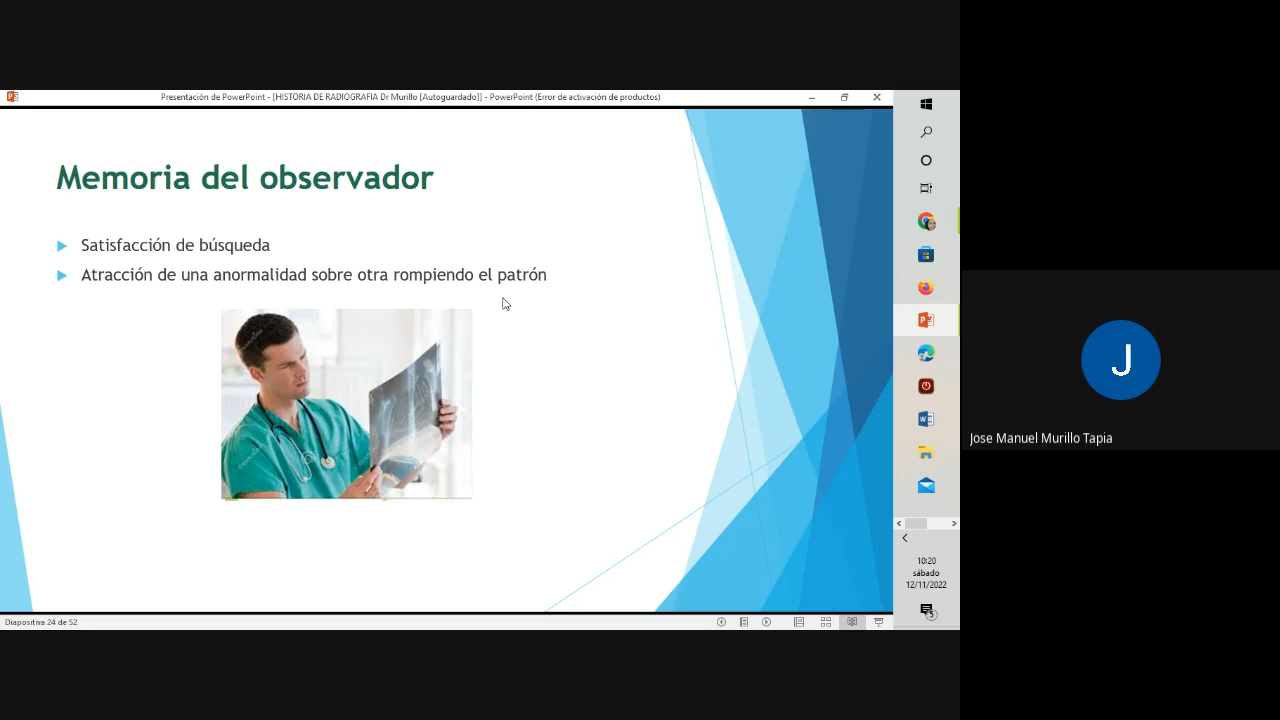 Presentación de PowerPoint - [HISTORIA DE RADIOGRAFIA Dr Murillo [Autoguardado]] - PowerPoint (Error de activación de productos)
Memoria del observador
Satisfacción de búsqueda
Atracción de una anormalidad sobre otra rompiendo el patrón
J
Jose Manuel Murillo Tapia
10:20
sábado
12/11/2022
5
Diapositiva 24 de 52